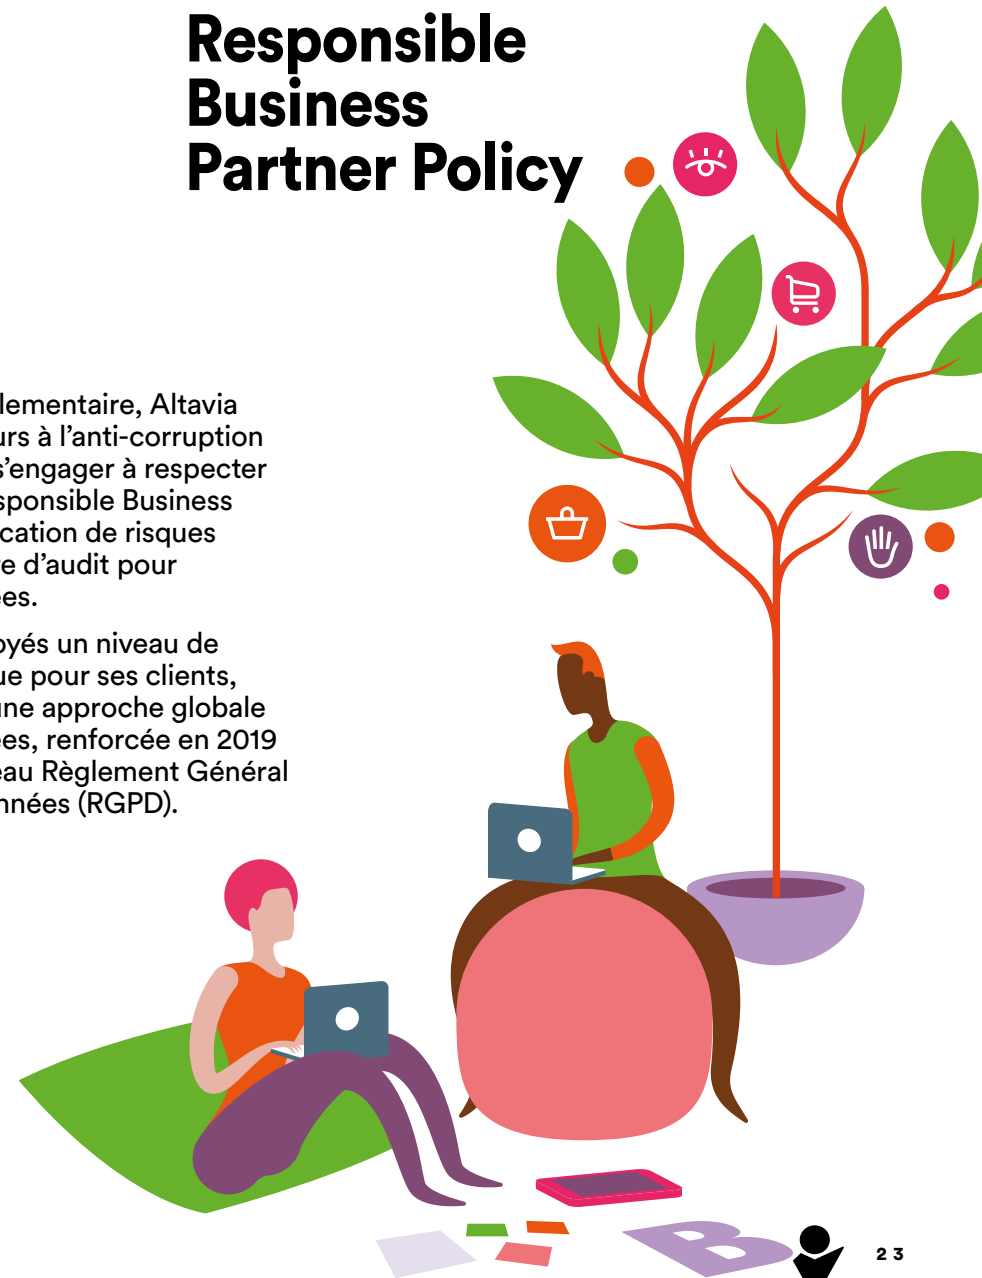 Responsible
Business
Partner Policy
lementaire, Altavia
urs à l’anti-corruption
s’engager à respecter
sponsible Business
cation de risques
e d’audit pour
es.
oyés un niveau de
ue pour ses clients,
une approche globale
es, renforcée en 2019
eau Règlement Général
nnées (RGPD).
B
23